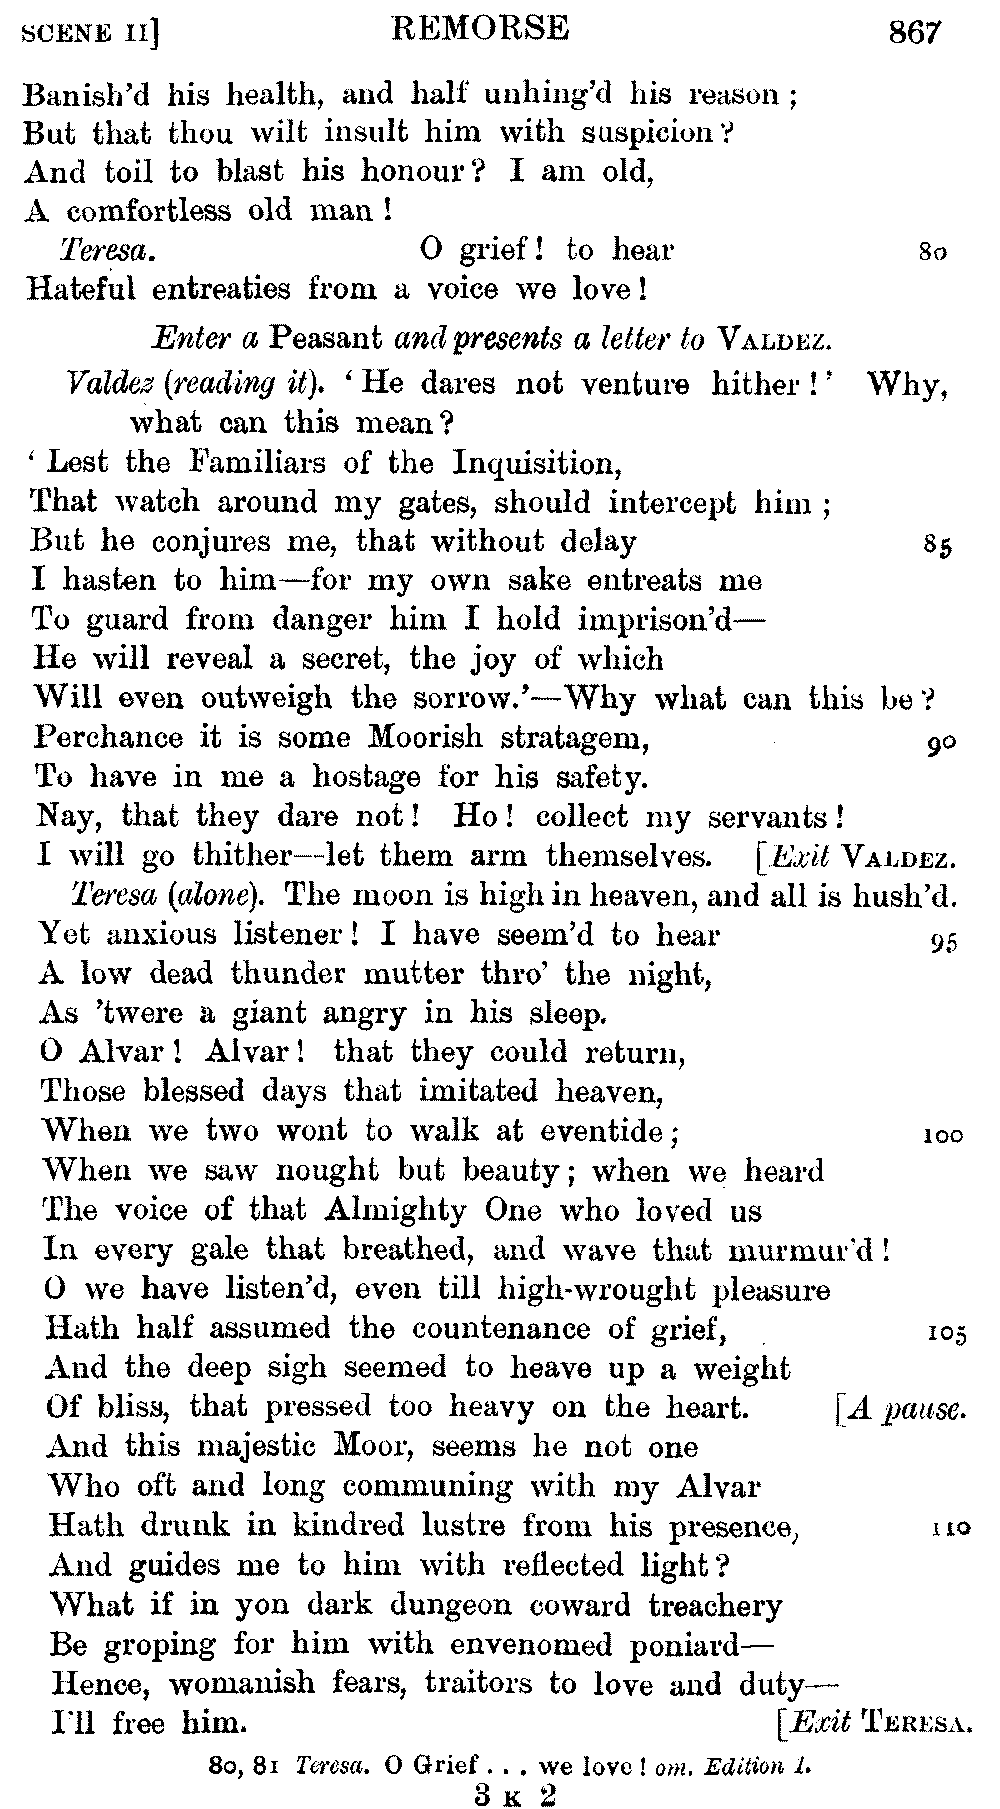 SCENE II] REMORSE 867
Banish'd his health, and half unhing'd his reason ;
But that thou wilt insult him with suspicion ?
And toil to blast his honour ? I am old,
A comfortless old man !
Teresa. O grief ! to hear 80
Hateful entreaties from a voice we love !
Enter a Peasant and presents a letter to VALDEZ.
Valdez (reading it). ' He dares not venture hither ! ' Why,
what can this mean ?
' Lest the Familiars of the Inquisition,
That watch around my gates, should intercept him ;
But he conjures me, that without delay 85
I hasten to him—for my own sake entreats me
To guard from danger him I hold imprison'd—
He will reveal a secret, the joy of which
Will even outweigh the sorrow.'—Why what can this be ?
Perchance it is some Moorish stratagem, 90
To have in me a hostage for his safety.
Nay, that they dare not ! Ho ! collect my servants !
I will go thither—let them arm themselves. [Exit VALDEZ.
Teresa (alone). The moon is high in heaven, and all is hush'd.
Yet anxious listener ! I have seem'd to hear 95
A low dead thunder mutter thro' the night,
As 'twere a giant angry in his sleep.
O Alvar ! Alvar ! that they could return,
Those blessed days that imitated heaven,
When we two wont to walk at eventide ; 100
When we saw nought but beauty ; when we heard
The voice of that Almighty One who loved us
In every gale that breathed, and wave that murmur'd !
O we have listen'd, even till high-wrought pleasure
Hath half assumed the countenance of grief, 105
And the deep sigh seemed to heave up a weight
Of bliss, that pressed too heavy on the heart. [A pause.
And this majestic Moor, seems he not one
Who oft and long communing with my Alvar
Hath drunk in kindred lustre from his presence, 110
And guides me to him with reflected light ?
What if in yon dark dungeon coward treachery
Be groping for him with envenomed poniard—
Hence, womanish fears, traitors to love and duty—
I'll free him. [Exit TERESA.
80, 81 Teresa. O Grief . . . we love ! om. Edition 1.
3 K 2